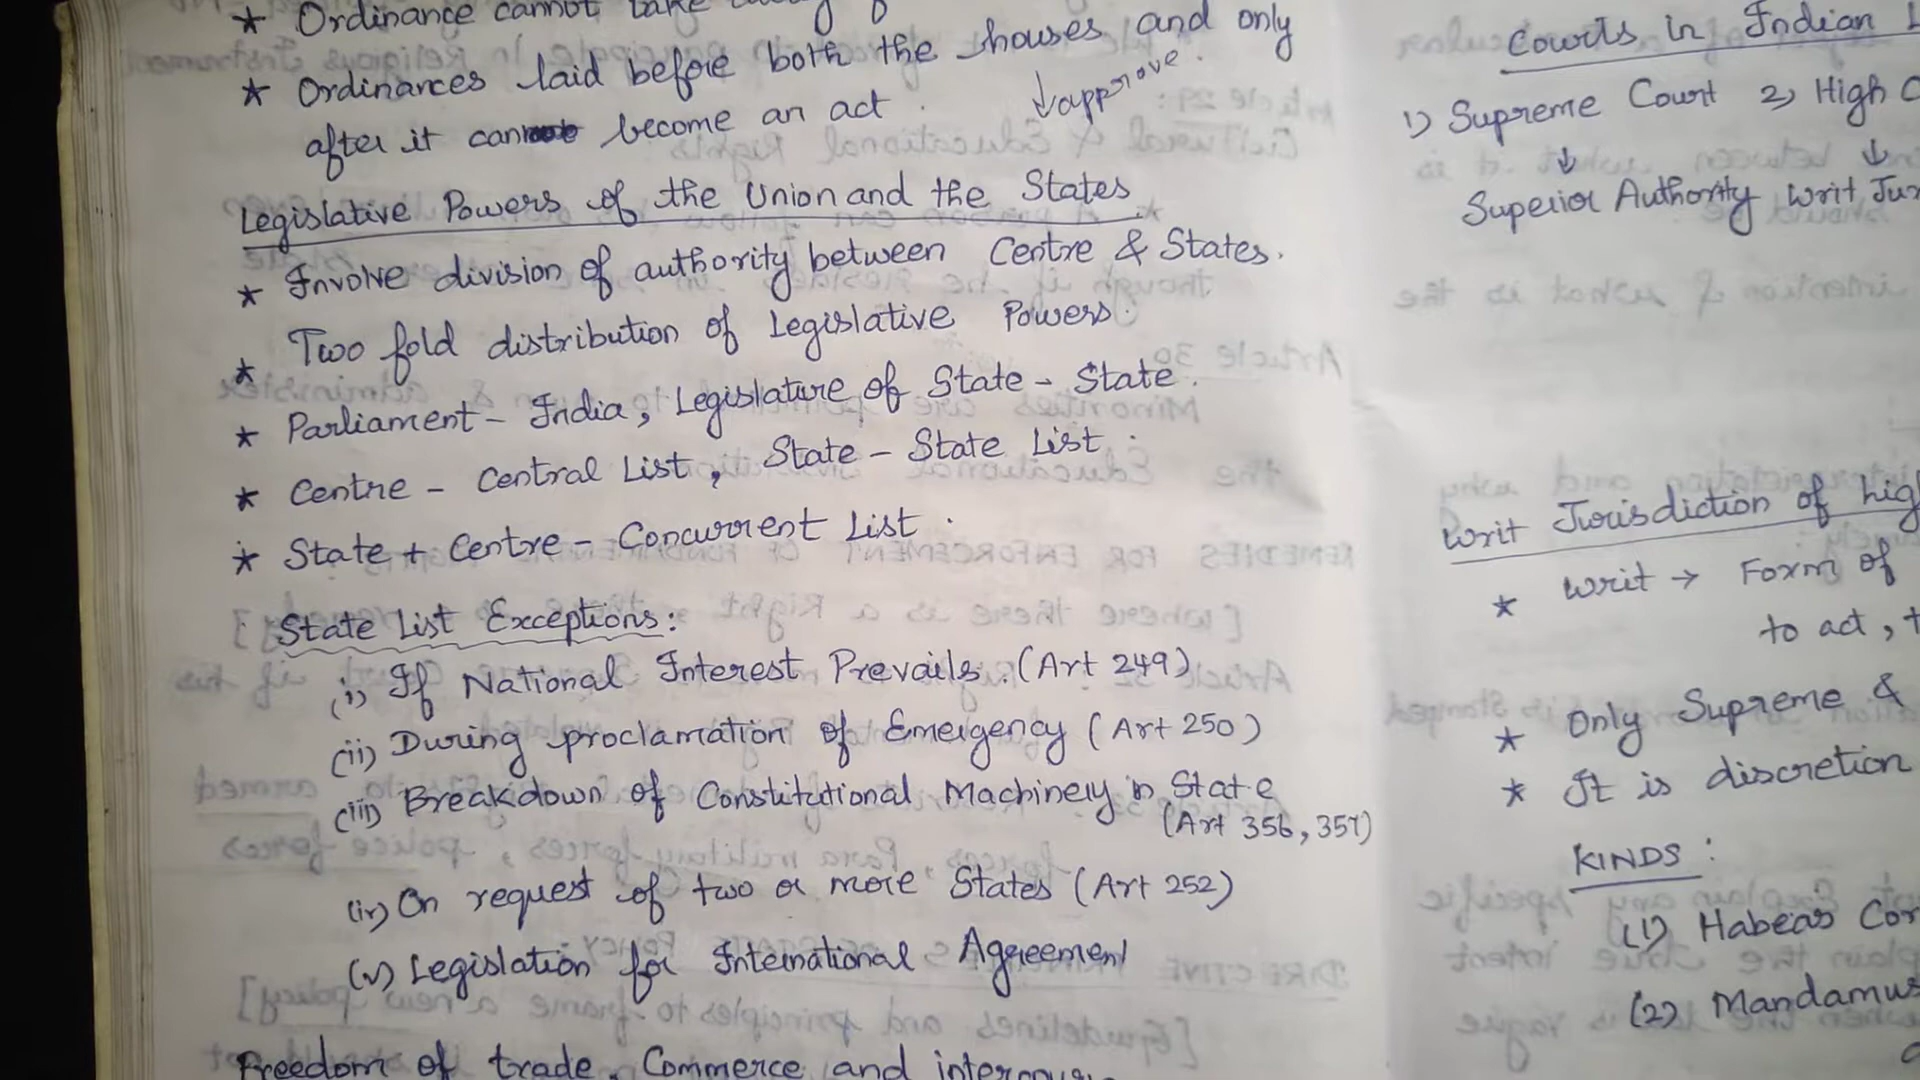 * Ordinance cannot take
* Ordinances laid before both the houses and only
↓approve.
after it can become an act.
Legislative Powers of the Union and the States
* Involve division of authority between Centre & States.
* Two fold distribution of Legislative Powers.
* Parliament - India, Legislature of State - State.
* Centre - Central List, State - State List.
* State + Centre - Concurrent List.
State List Exceptions:
(i) If National Interest Prevails. (Art 249)
(ii) During proclamation of Emergency (Art 250)
(iii) Breakdown of Constitutional Machinery in State
(Art 356, 357)
(iv) On request of two or more States (Art 252)
(v) Legislation for International Agreement
Freedom of trade, Commerce and
Courts in Indian
1) Supreme Court 2) High C
↓ ↓
Superior Authority Writ Jur
Writ Jurisdiction of hig
* Writ → Form of
to act, t
* Only Supreme &
* It is discretion
KINDS:
(1) Habeas Cor
(2) Mandamus